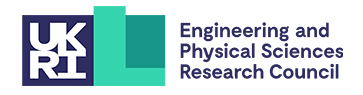 UK
RI
Engineering and
Physical Sciences
Research Council